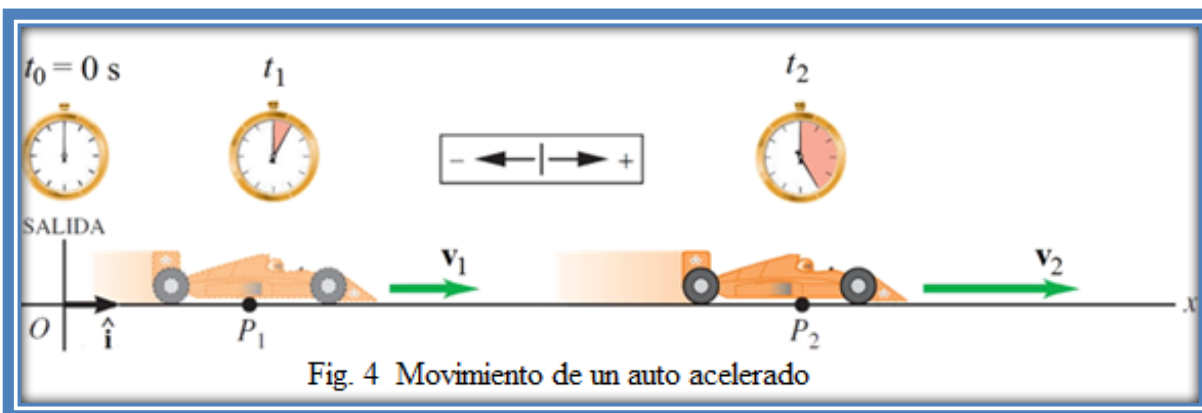 t₀ = 0 s
t₁
t₂
− +
SALIDA
v₁
v₂
O
î
P₁
P₂
x
Fig. 4 Movimiento de un auto acelerado